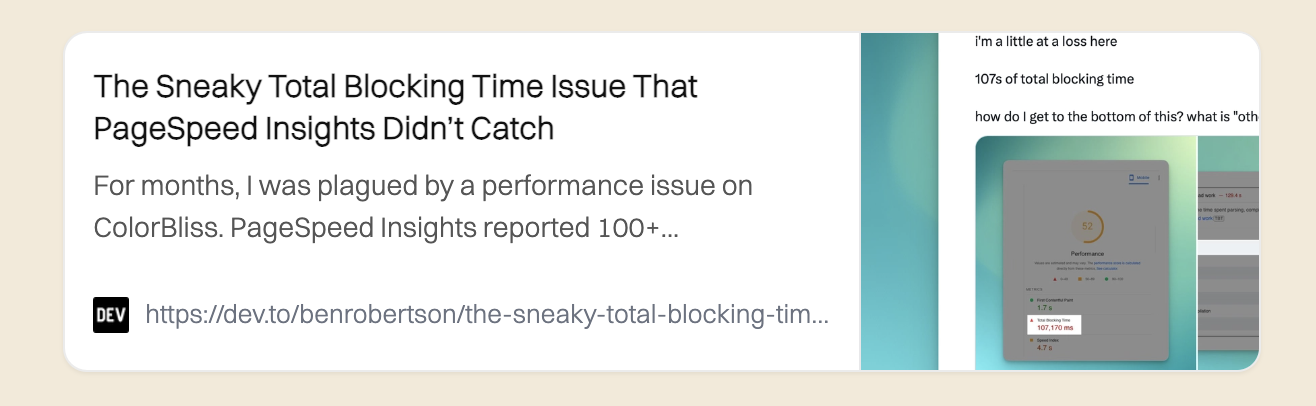 The Sneaky Total Blocking Time Issue That
PageSpeed Insights Didn't Catch
For months, I was plagued by a performance issue on
ColorBliss. PageSpeed Insights reported 100+...
DEV
https://dev.to/benrobertson/the-sneaky-total-blocking-tim...
i'm a little at a loss here
107s of total blocking time
how do I get to the bottom of this? what is "oth
Mobile
52
Performance
METRICS
First Contentful Paint
1.7 s
Total Blocking Time
107,170 ms
Speed Index
4.7 s